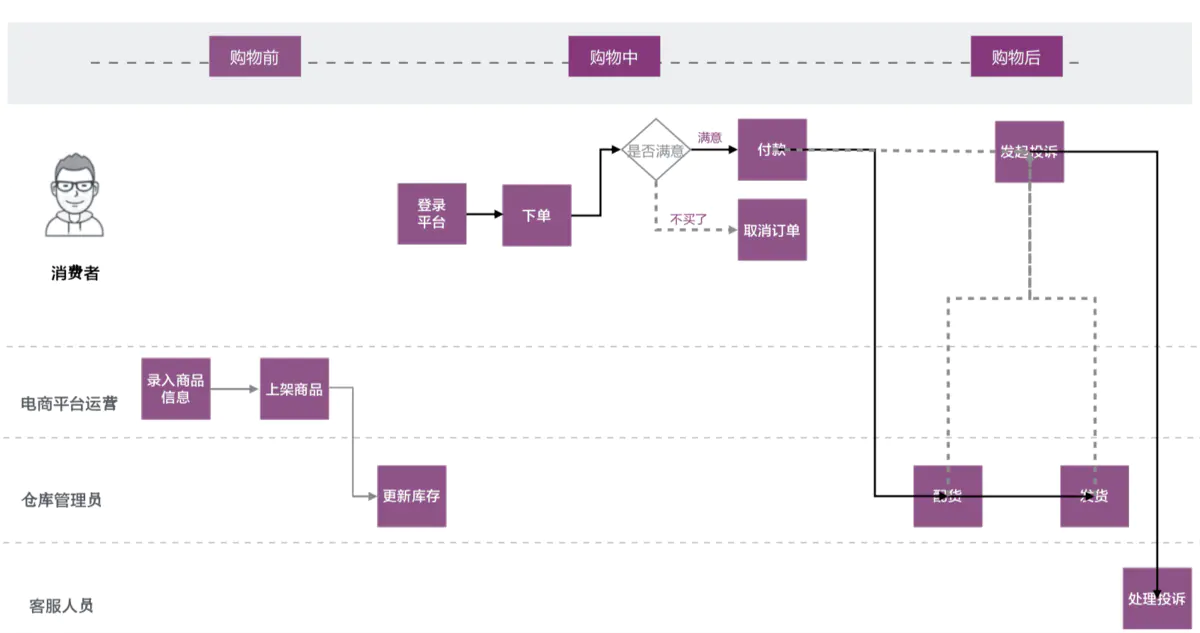 购物前
购物中
购物后
是否满意
满意
付款
发起投诉
登录
平台
下单
不买了
取消订单
消费者
录入商品
信息
上架商品
电商平台运营
更新库存
配货
发货
仓库管理员
处理投诉
客服人员